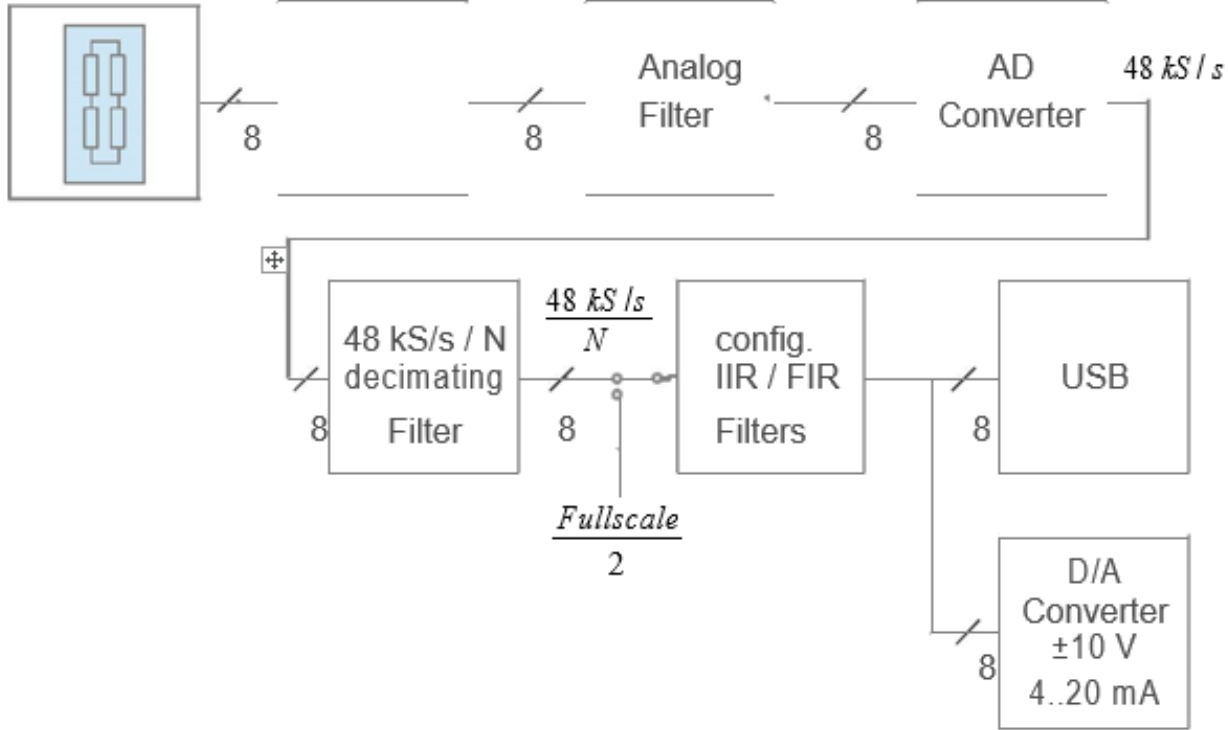 Analog
Filter
AD
Converter
48 kS / s
8
8
8
48 kS/s / N
decimating
Filter
8
48 kS /s
N
8
Fullscale
2
config.
IIR / FIR
Filters
USB
8
D/A
Converter
±10 V
4..20 mA
8